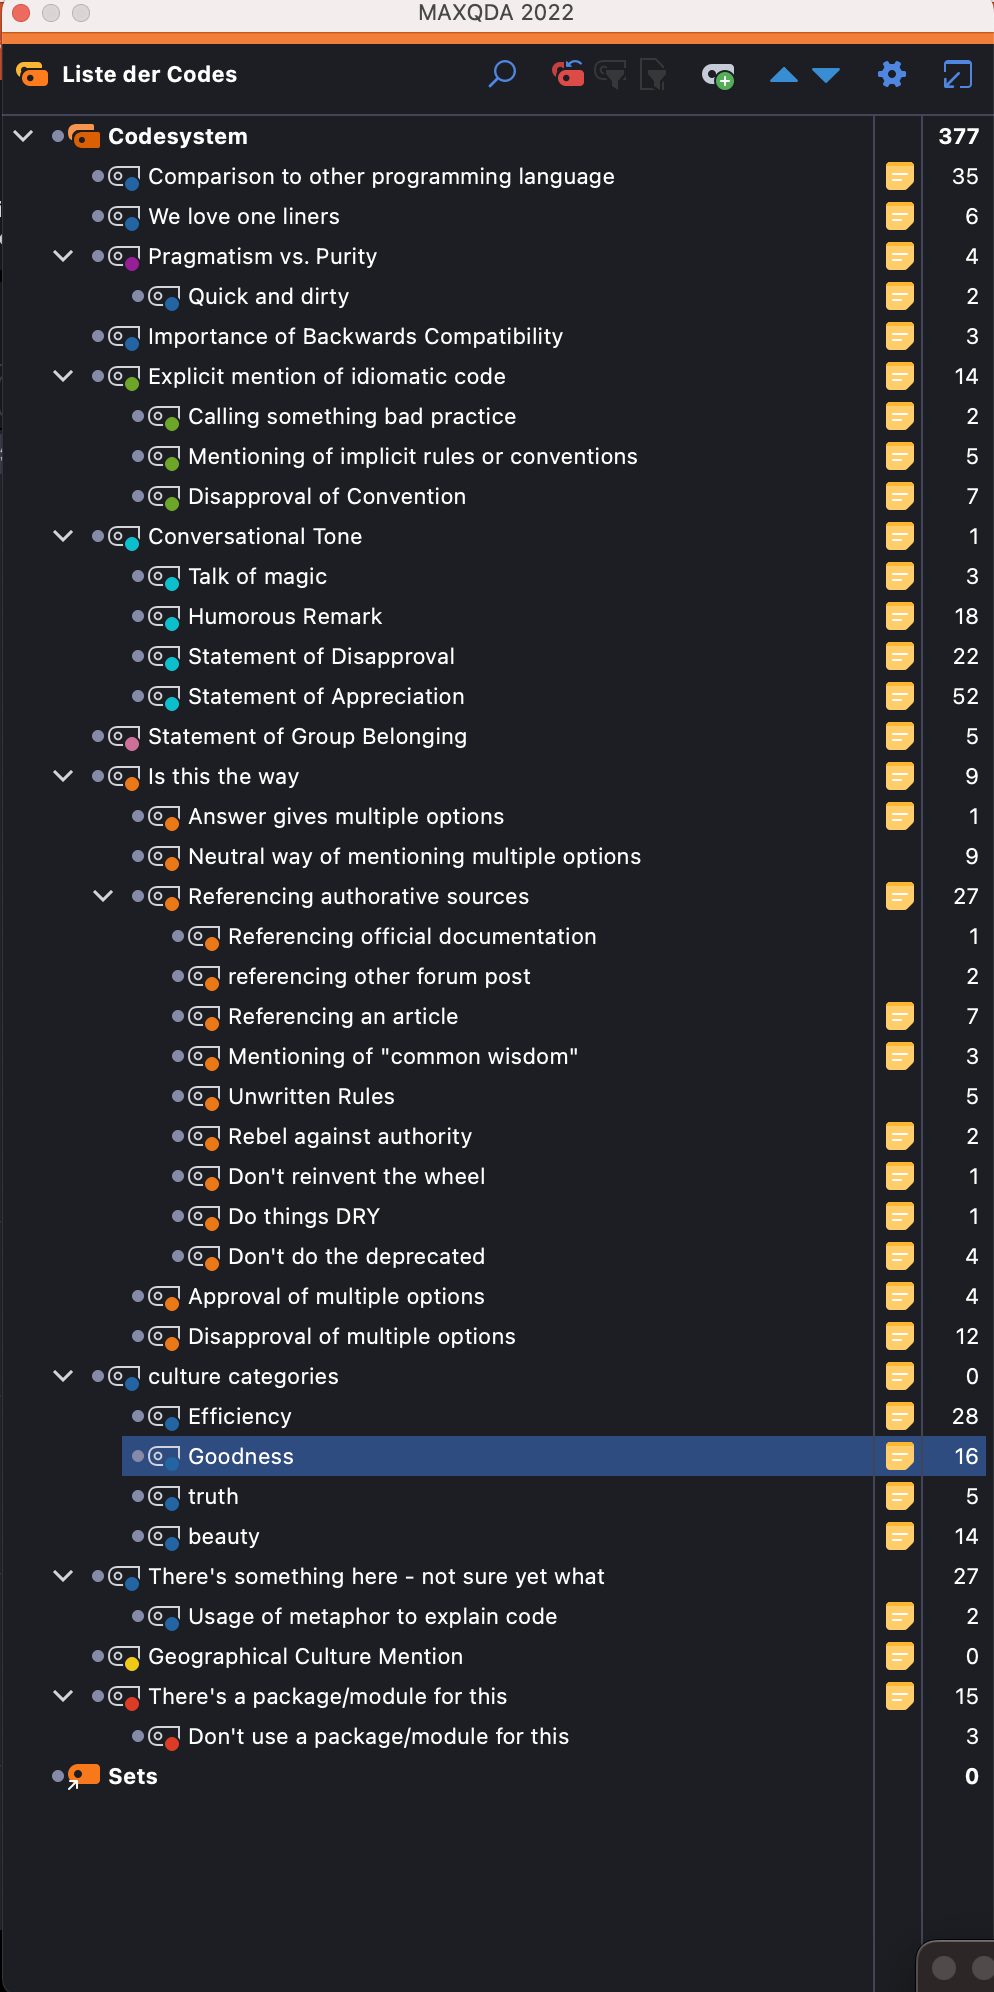 MAXQDA 2022
Liste der Codes
Codesystem 377
Comparison to other programming language 35
We love one liners 6
Pragmatism vs. Purity 4
Quick and dirty 2
Importance of Backwards Compatibility 3
Explicit mention of idiomatic code 14
Calling something bad practice 2
Mentioning of implicit rules or conventions 5
Disapproval of Convention 7
Conversational Tone 1
Talk of magic 3
Humorous Remark 18
Statement of Disapproval 22
Statement of Appreciation 52
Statement of Group Belonging 5
Is this the way 9
Answer gives multiple options 1
Neutral way of mentioning multiple options 9
Referencing authorative sources 27
Referencing official documentation 1
referencing other forum post 2
Referencing an article 7
Mentioning of "common wisdom" 3
Unwritten Rules 5
Rebel against authority 2
Don't reinvent the wheel 1
Do things DRY 1
Don't do the deprecated 4
Approval of multiple options 4
Disapproval of multiple options 12
culture categories 0
Efficiency 28
Goodness 16
truth 5
beauty 14
There's something here - not sure yet what 27
Usage of metaphor to explain code 2
Geographical Culture Mention 0
There's a package/module for this 15
Don't use a package/module for this 3
Sets 0